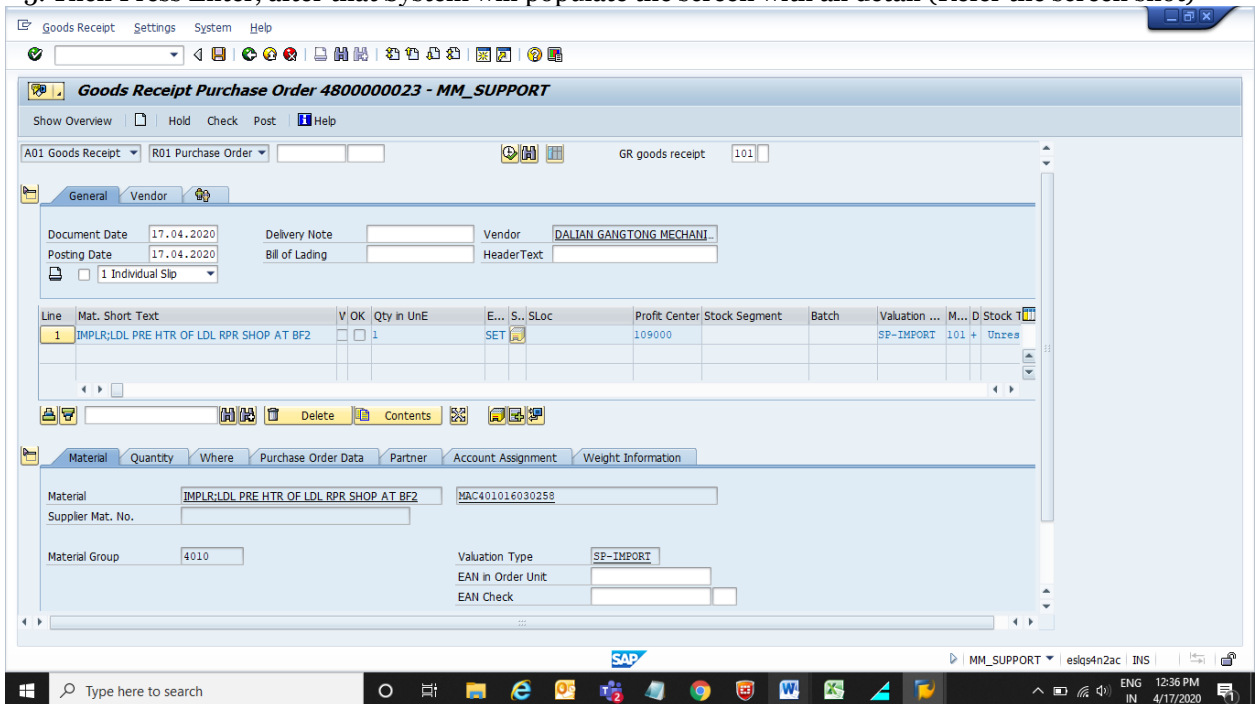 Goods Receipt Settings System Help
Goods Receipt Purchase Order 4800000023 - MM_SUPPORT
Show Overview Hold Check Post Help
A01 Goods Receipt R01 Purchase Order GR goods receipt 101
General Vendor
Document Date 17.04.2020 Delivery Note Vendor DALIAN GANGTONG MECHANI..
Posting Date 17.04.2020 Bill of Lading HeaderText
1 Individual Slip
Line Mat. Short Text V OK Qty in UnE E... S.. SLoc Profit Center Stock Segment Batch Valuation ... M... D Stock T
1 IMPLR;LDL PRE HTR OF LDL RPR SHOP AT BF2 1 SET 109000 SP-IMPORT 101 + Unres
Delete Contents
Material Quantity Where Purchase Order Data Partner Account Assignment Weight Information
Material IMPLR;LDL PRE HTR OF LDL RPR SHOP AT BF2 MAC401016030258
Supplier Mat. No.
Material Group 4010 Valuation Type SP-IMPORT
EAN in Order Unit
EAN Check
SAP MM_SUPPORT eslqs4n2ac INS
Type here to search ENG 12:36 PM
IN 4/17/2020